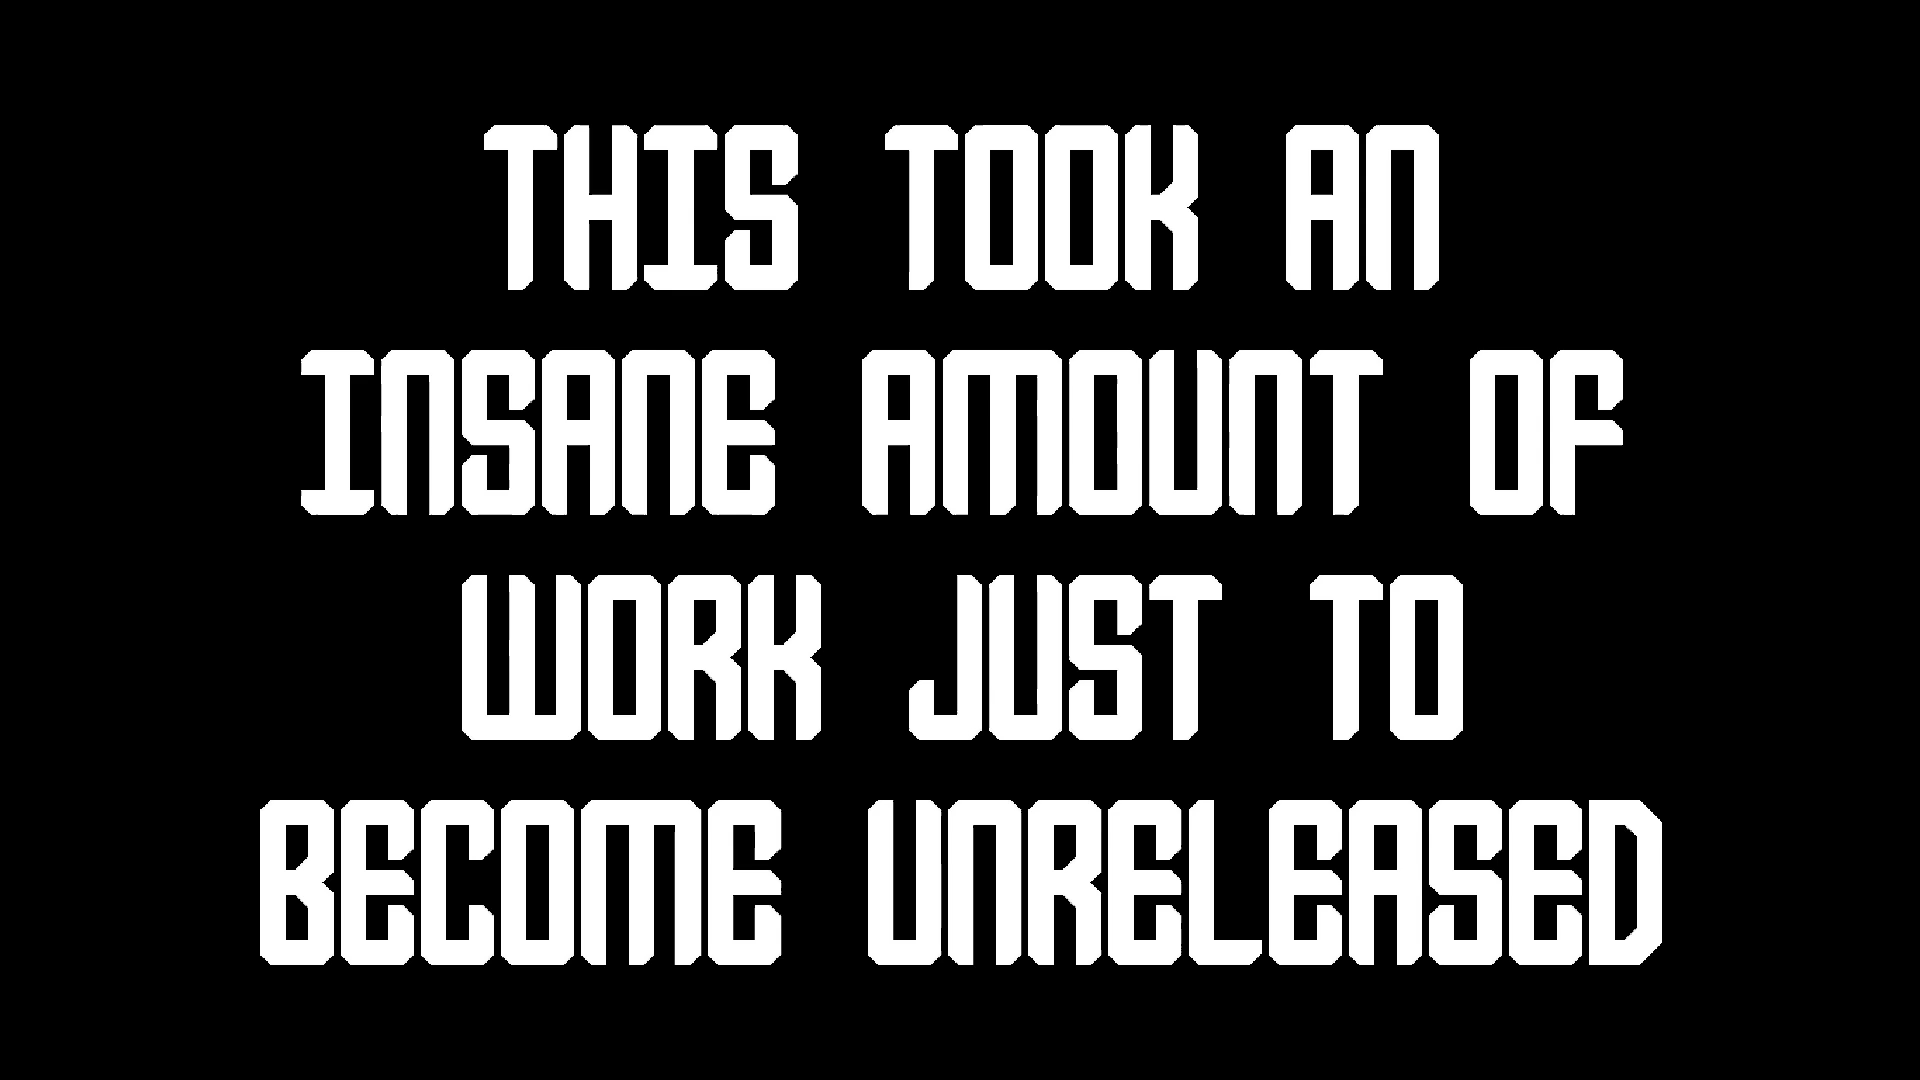 THIS TOOK AN
INSANE AMOUNT OF
WORK JUST TO
BECOME UNRELEASED